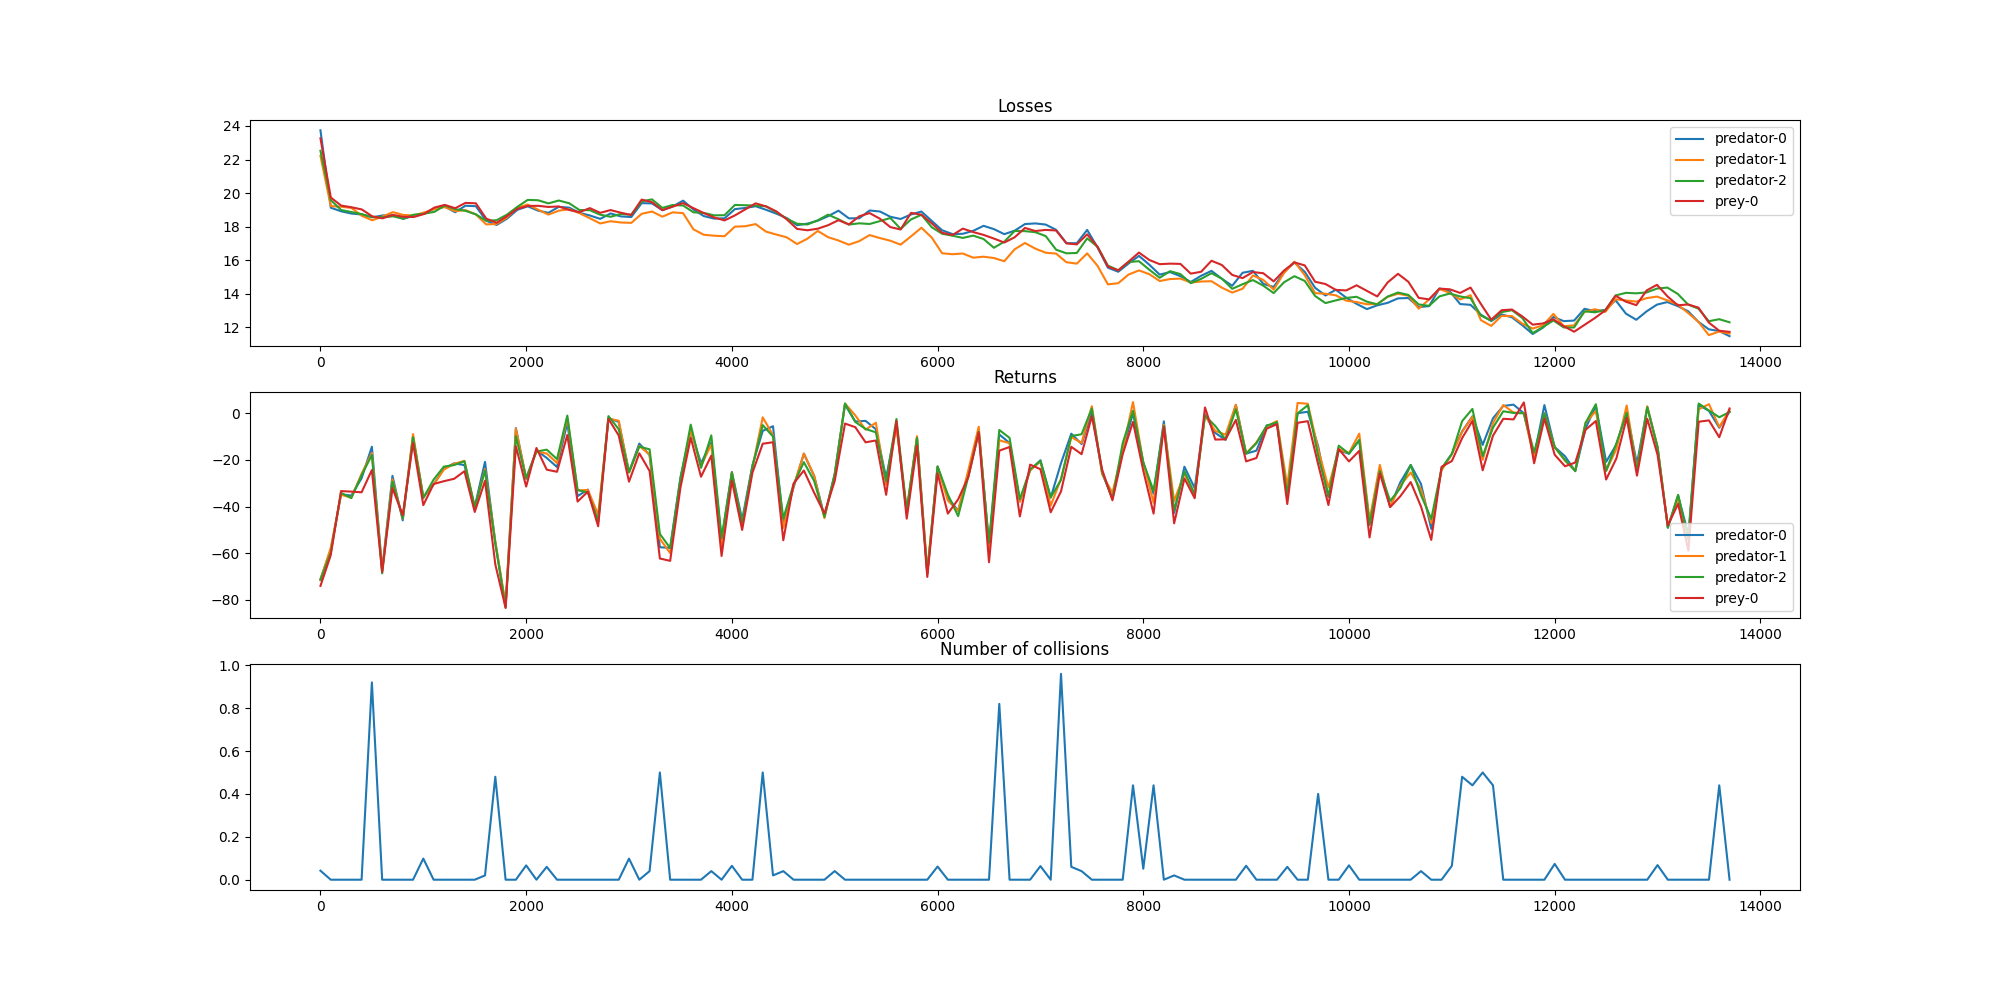 Losses
24
22
20
18
16
14
12
predator-0
predator-1
predator-2
prey-0
0 2000 4000 6000 8000 10000 12000 14000
Returns
0
−20
−40
−60
−80
predator-0
predator-1
predator-2
prey-0
0 2000 4000 6000 8000 10000 12000 14000
Number of collisions
1.0
0.8
0.6
0.4
0.2
0.0
0 2000 4000 6000 8000 10000 12000 14000